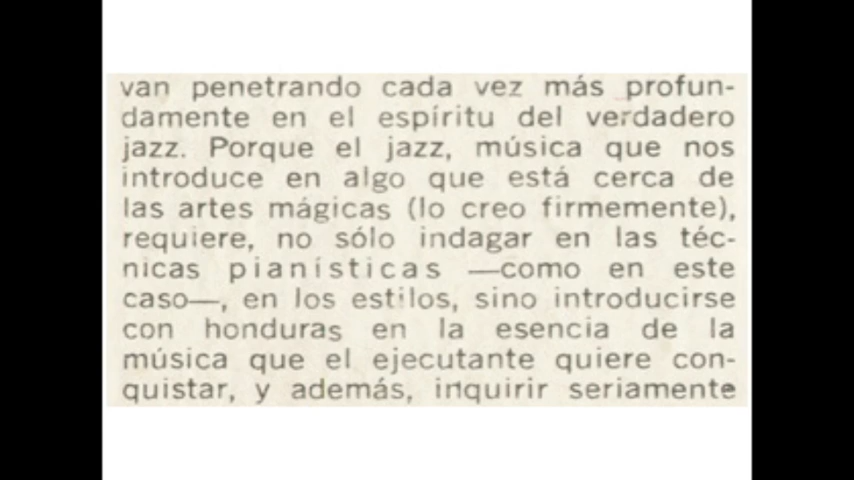 van penetrando cada vez más profun-
damente en el espíritu del verdadero
jazz. Porque el jazz, música que nos
introduce en algo que está cerca de
las artes mágicas (lo creo firmemente),
requiere, no sólo indagar en las téc-
nicas pianísticas —como en este
caso—, en los estilos, sino introducirse
con honduras en la esencia de la
música que el ejecutante quiere con-
quistar, y además, inquirir seriamente